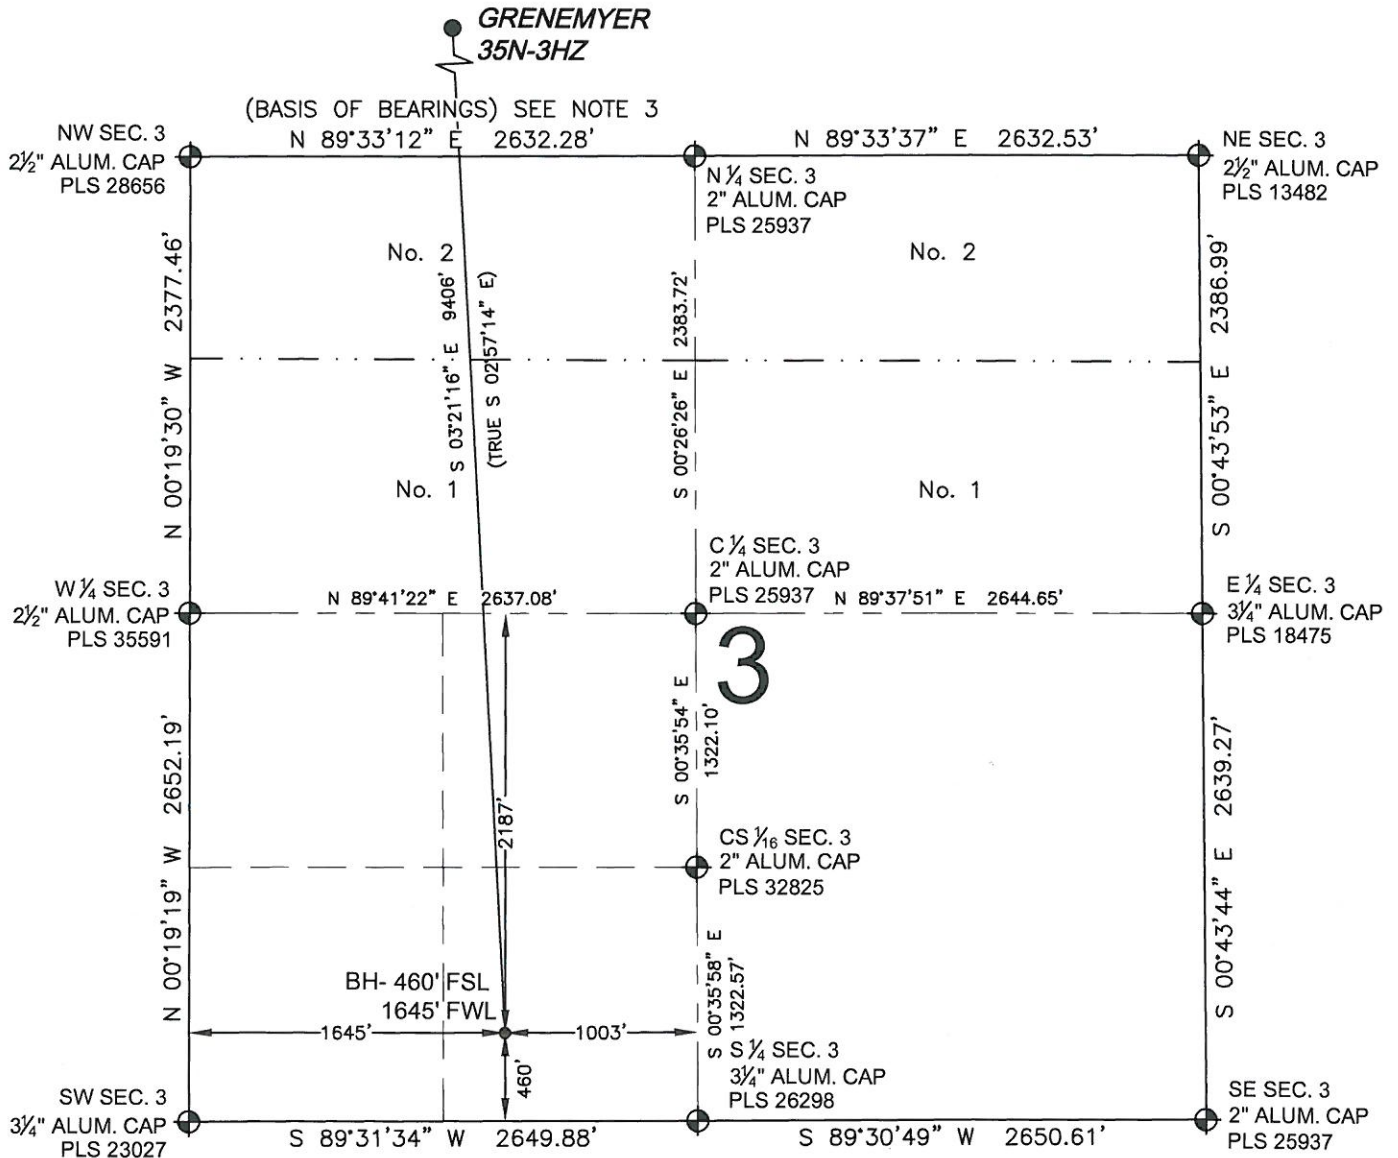 GRENEMYER
35N-3HZ
(BASIS OF BEARINGS) SEE NOTE 3
N 89°33'12" E 2632.28'
N 89°33'37" E 2632.53'
NW SEC. 3
2½" ALUM. CAP
PLS 28656
N ¼ SEC. 3
2" ALUM. CAP
PLS 25937
NE SEC. 3
2½" ALUM. CAP
PLS 13482
No. 2
No. 2
N 00°19'30" W 2377.46'
S 03°21'16" E 9406'
(TRUE S 02°57'14" E)
S 00°26'26" E 2383.72'
S 00°43'53" E 2386.99'
No. 1
No. 1
W ¼ SEC. 3
2½" ALUM. CAP
PLS 35591
N 89°41'22" E 2637.08'
C ¼ SEC. 3
2" ALUM. CAP
PLS 25937
N 89°37'51" E 2644.65'
E ¼ SEC. 3
3¼" ALUM. CAP
PLS 18475
3
N 00°19'19" W 2652.19'
2187'
S 00°35'54" E
1322.10'
S 00°43'44" E 2639.27'
CS 1⁄16 SEC. 3
2" ALUM. CAP
PLS 32825
BH- 460' FSL
1645' FWL
1645'
1003'
460'
S 00°35'58" E
1322.57'
S ¼ SEC. 3
3¼" ALUM. CAP
PLS 26298
SW SEC. 3
3¼" ALUM. CAP
PLS 23027
S 89°31'34" W 2649.88'
S 89°30'49" W 2650.61'
SE SEC. 3
2" ALUM. CAP
PLS 25937